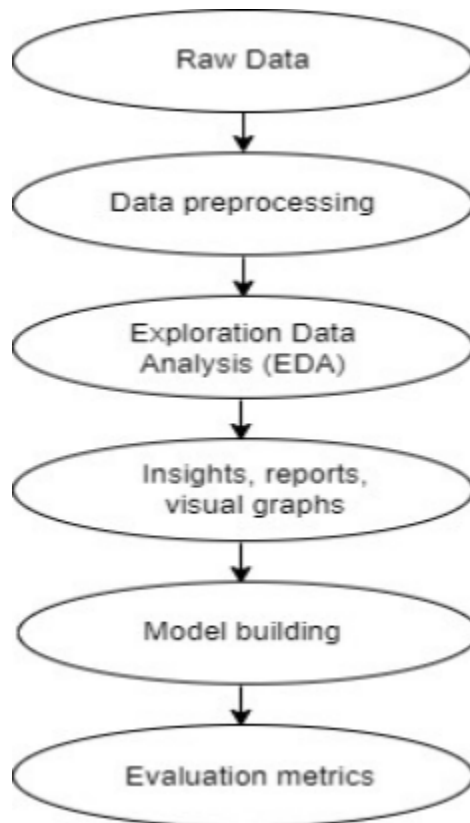 Raw Data
Data preprocessing
Exploration Data
Analysis (EDA)
Insights, reports,
visual graphs
Model building
Evaluation metrics